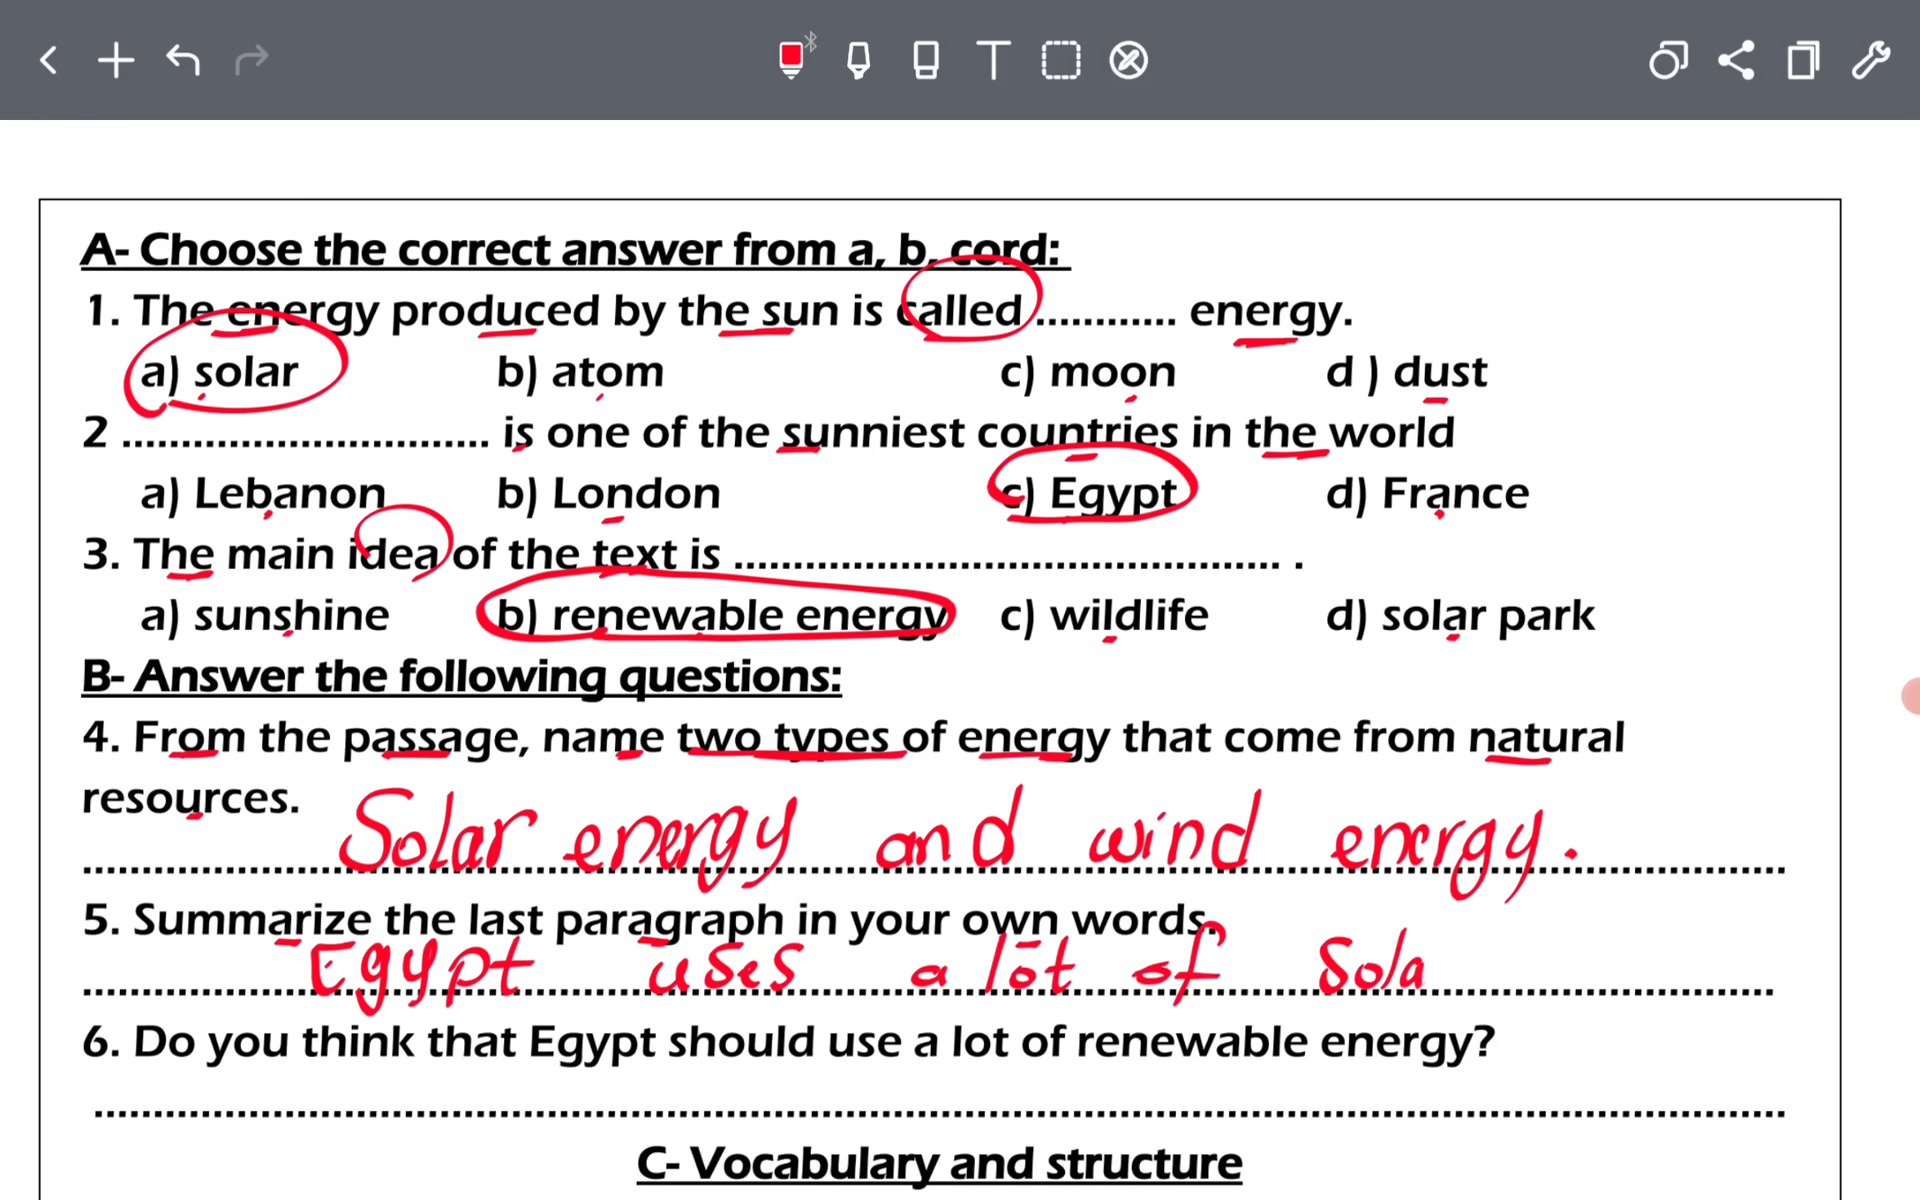 A- Choose the correct answer from a, b, cord:
1. The energy produced by the sun is called ............ energy.
a) solar b) atom c) moon d ) dust
2 ............................... is one of the sunniest countries in the world
a) Lebanon b) London c) Egypt d) France
3. The main idea of the text is .............................................. .
a) sunshine b) renewable energy c) wildlife d) solar park
B- Answer the following questions:
4. From the passage, name two types of energy that come from natural
resources.
Solar energy and wind energy.
5. Summarize the last paragraph in your own words.
Egypt uses a lot of Sola
6. Do you think that Egypt should use a lot of renewable energy?
C- Vocabulary and structure